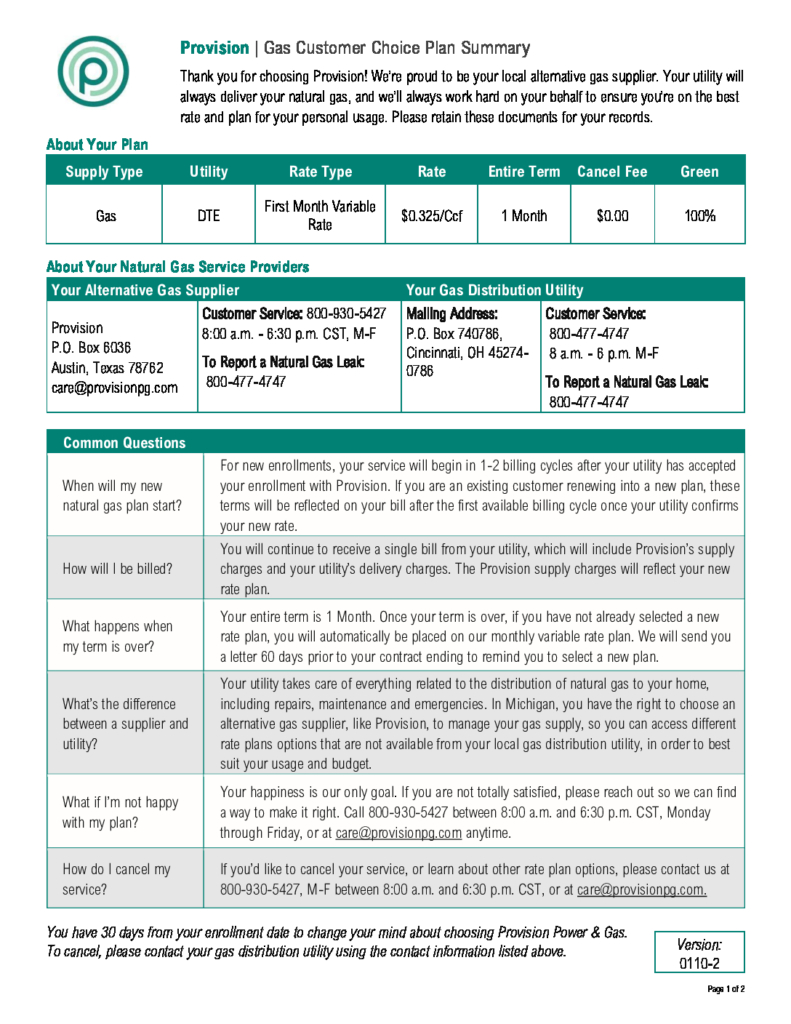 Provision | Gas Customer Choice Plan Summary
Thank you for choosing Provision! We're proud to be your local alternative gas supplier. Your utility will
always deliver your natural gas, and we'll always work hard on your behalf to ensure you're on the best
rate and plan for your personal usage. Please retain these documents for your records.
About Your Plan
Supply Type Utility Rate Type Rate Entire Term Cancel Fee Green
Gas DTE First Month Variable $0.325/Ccf 1 Month $0.00 100%
Rate
About Your Natural Gas Service Providers
Your Alternative Gas Supplier Your Gas Distribution Utility
Provision
P.O. Box 6036
Austin, Texas 78762
care@provisionpg.com
Customer Service: 800-930-5427
8:00 a.m. - 6:30 p.m. CST, M-F
To Report a Natural Gas Leak:
800-477-4747
Mailing Address:
P.O. Box 740786,
Cincinnati, OH 45274-
0786
Customer Service:
800-477-4747
8 a.m. - 6 p.m. M-F
To Report a Natural Gas Leak:
800-477-4747
Common Questions
When will my new
natural gas plan start?
For new enrollments, your service will begin in 1-2 billing cycles after your utility has accepted
your enrollment with Provision. If you are an existing customer renewing into a new plan, these
terms will be reflected on your bill after the first available billing cycle once your utility confirms
your new rate.
How will I be billed?
You will continue to receive a single bill from your utility, which will include Provision's supply
charges and your utility's delivery charges. The Provision supply charges will reflect your new
rate plan.
What happens when
my term is over?
Your entire term is 1 Month. Once your term is over, if you have not already selected a new
rate plan, you will automatically be placed on our monthly variable rate plan. We will send you
a letter 60 days prior to your contract ending to remind you to select a new plan.
What's the difference
between a supplier and
utility?
Your utility takes care of everything related to the distribution of natural gas to your home,
including repairs, maintenance and emergencies. In Michigan, you have the right to choose an
alternative gas supplier, like Provision, to manage your gas supply, so you can access different
rate plans options that are not available from your local gas distribution utility, in order to best
suit your usage and budget.
What if I'm not happy
with my plan?
Your happiness is our only goal. If you are not totally satisfied, please reach out so we can find
a way to make it right. Call 800-930-5427 between 8:00 a.m. and 6:30 p.m. CST, Monday
through Friday, or at care@provisionpg.com anytime.
How do I cancel my
service?
If you'd like to cancel your service, or learn about other rate plan options, please contact us at
800-930-5427, M-F between 8:00 a.m. and 6:30 p.m. CST, or at care@provisionpg.com.
You have 30 days from your enrollment date to change your mind about choosing Provision Power & Gas.
To cancel, please contact your gas distribution utility using the contact information listed above.
Version:
0110-2
Page 1 of 2